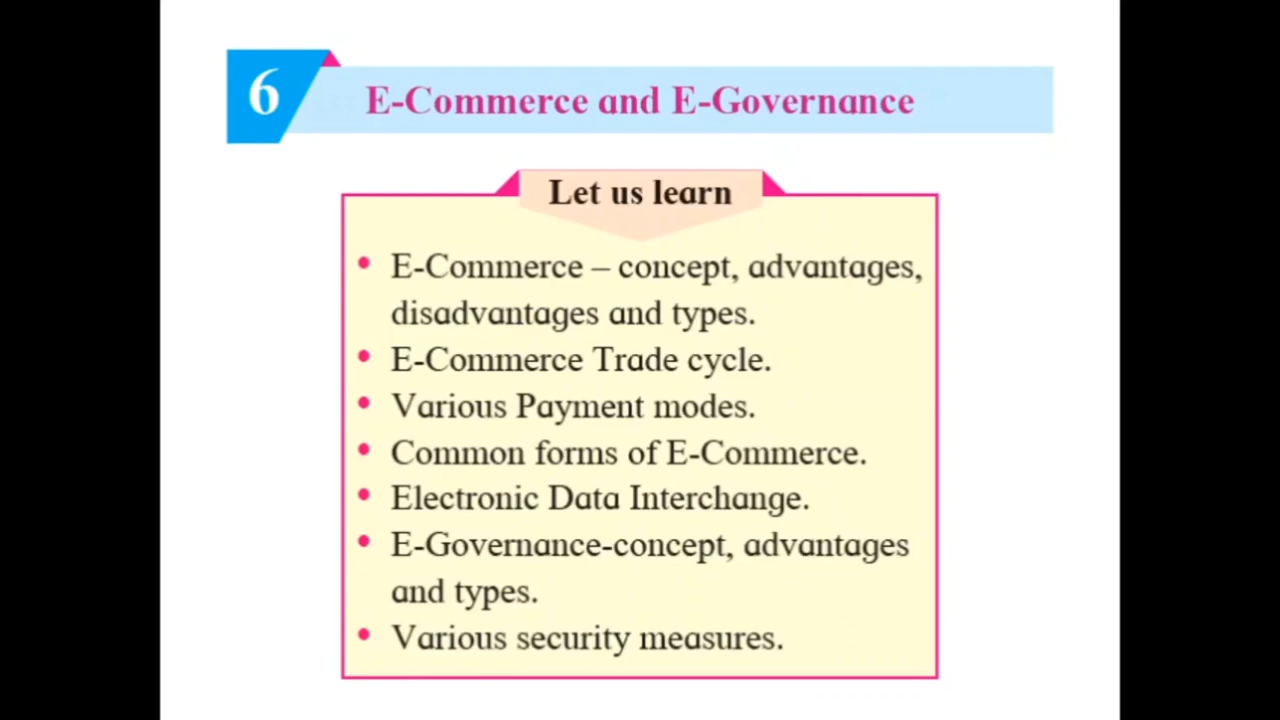 6
E-Commerce and E-Governance
Let us learn
• E-Commerce – concept, advantages,
disadvantages and types.
• E-Commerce Trade cycle.
• Various Payment modes.
• Common forms of E-Commerce.
• Electronic Data Interchange.
• E-Governance-concept, advantages
and types.
• Various security measures.